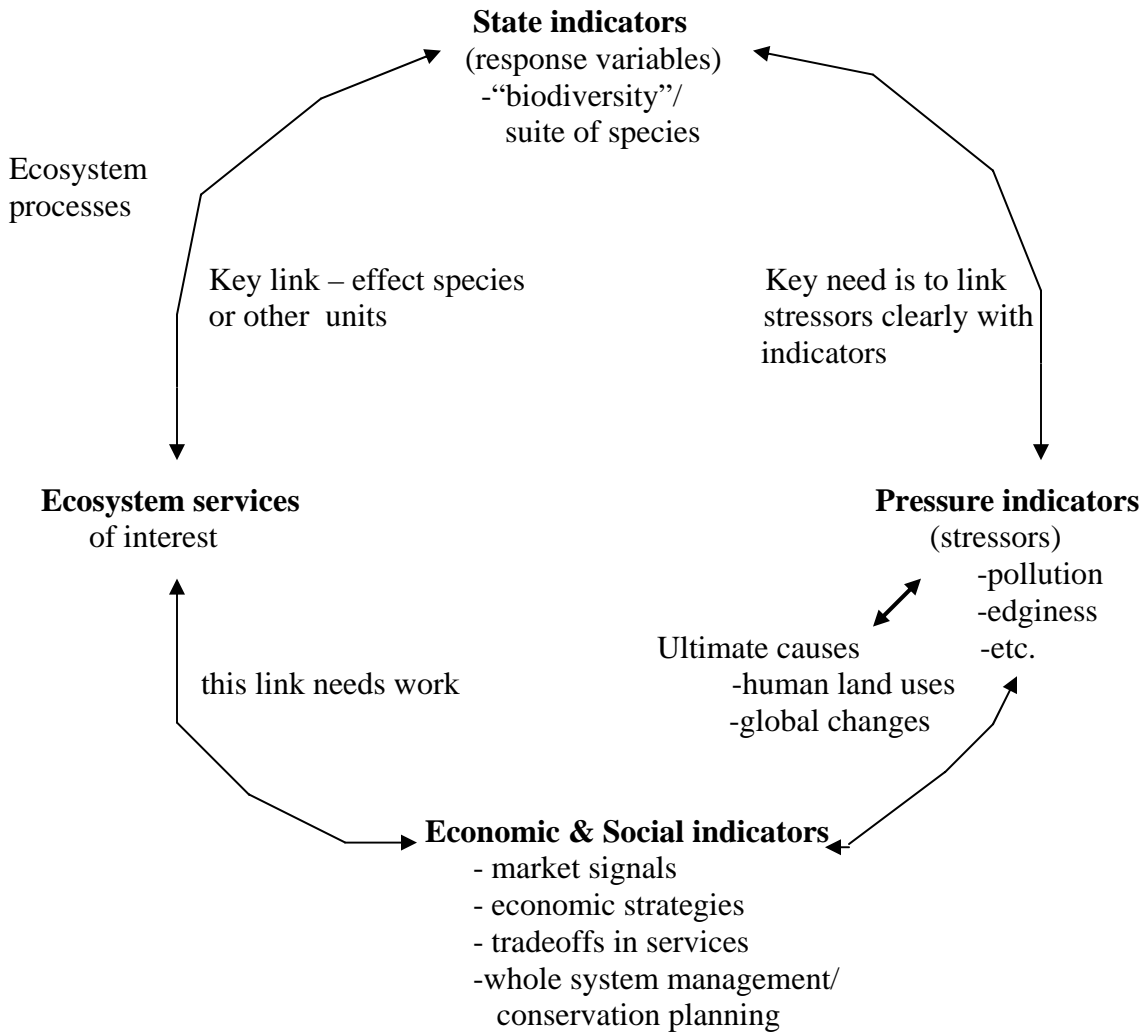 State indicators
(response variables)
-“biodiversity”/
suite of species
Ecosystem
processes
Key link – effect species
or other units
Key need is to link
stressors clearly with
indicators
Ecosystem services
of interest
Pressure indicators
(stressors)
-pollution
-edginess
-etc.
Ultimate causes
-human land uses
-global changes
this link needs work
Economic & Social indicators
- market signals
- economic strategies
- tradeoffs in services
-whole system management/
conservation planning